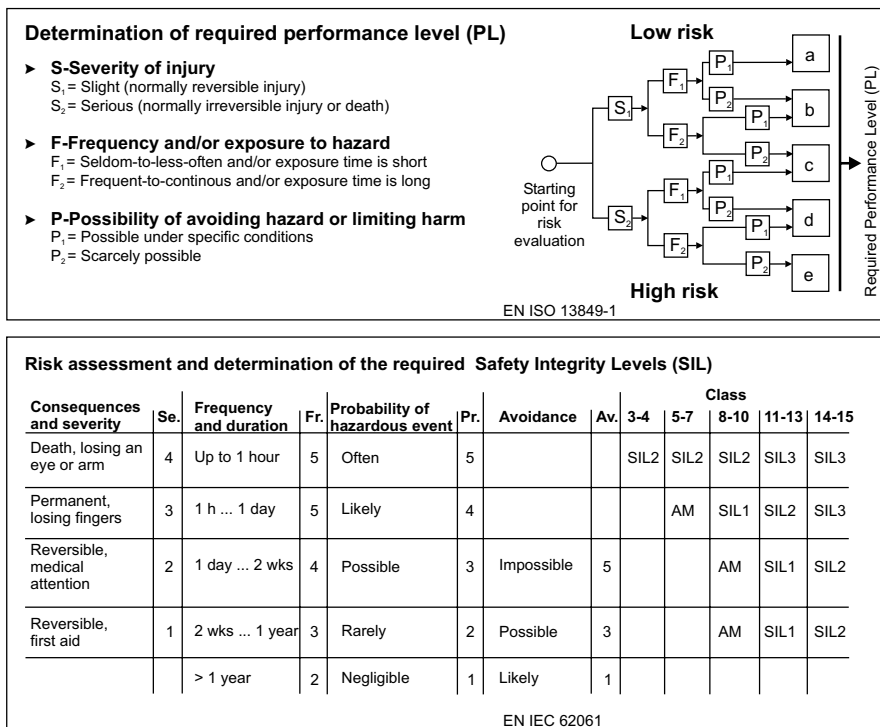 Determination of required performance level (PL)
➤ S-Severity of injury
S₁= Slight (normally reversible injury)
S₂= Serious (normally irreversible injury or death)
➤ F-Frequency and/or exposure to hazard
F₁= Seldom-to-less-often and/or exposure time is short
F₂= Frequent-to-continous and/or exposure time is long
➤ P-Possibility of avoiding hazard or limiting harm
P₁= Possible under specific conditions
P₂= Scarcely possible
Low risk
Starting
point for
risk
evaluation
S₁
S₂
F₁
F₂
F₁
F₂
P₁
P₂
P₁
P₂
P₁
P₂
P₁
P₂
a
b
c
d
e
High risk
Required Performance Level (PL)
EN ISO 13849-1
Risk assessment and determination of the required Safety Integrity Levels (SIL)
Class
Consequences and severity | Se. | Frequency and duration | Fr. | Probability of hazardous event | Pr. | Avoidance | Av. | 3-4 | 5-7 | 8-10 | 11-13 | 14-15
Death, losing an eye or arm | 4 | Up to 1 hour | 5 | Often | 5 | | | SIL2 | SIL2 | SIL2 | SIL3 | SIL3
Permanent, losing fingers | 3 | 1 h ... 1 day | 5 | Likely | 4 | | | | AM | SIL1 | SIL2 | SIL3
Reversible, medical attention | 2 | 1 day ... 2 wks | 4 | Possible | 3 | Impossible | 5 | | | AM | SIL1 | SIL2
Reversible, first aid | 1 | 2 wks ... 1 year | 3 | Rarely | 2 | Possible | 3 | | | AM | SIL1 | SIL2
> 1 year | 2 | Negligible | 1 | Likely | 1
EN IEC 62061